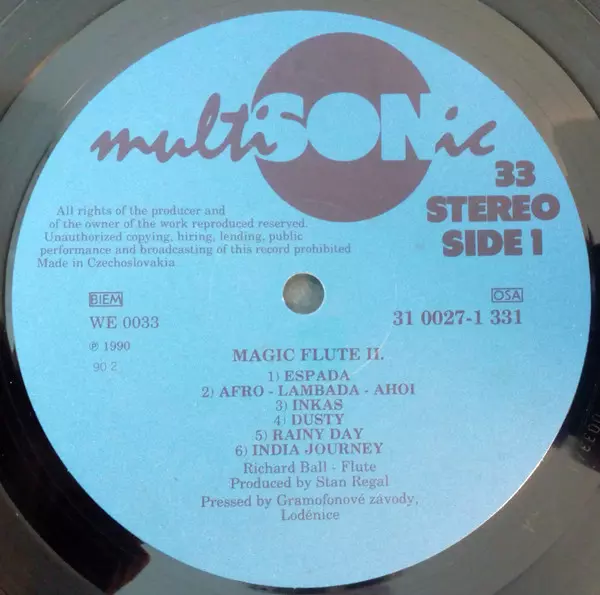 multiSONic
33
STEREO
SIDE 1
All rights of the producer and
of the owner of the work reproduced reserved.
Unauthorized copying, hiring, lending, public
performance and broadcasting of this record prohibited
Made in Czechoslovakia
BIEM
OSA
WE 0033
31 0027-1 331
℗ 1990
90 2
MAGIC FLUTE II.
1) ESPADA
2) AFRO - LAMBADA - AHOI
3) INKAS
4) DUSTY
5) RAINY DAY
6) INDIA JOURNEY
Richard Ball - Flute
Produced by Stan Regal
Pressed by Gramofonové závody,
Loděnice